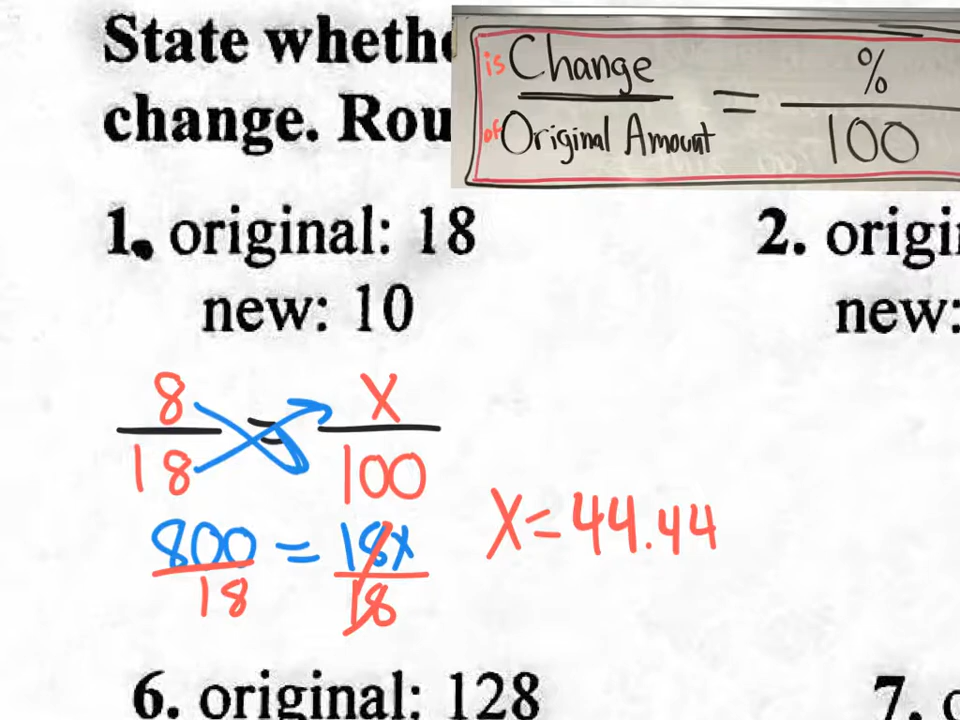 State wheth
change. Rou
is Change
of Original Amount
=
%
100
1. original: 18
new: 10
2. origi
new:
8
18
=
X
100
800 = 18x
18 18
X = 44.44
6. original: 128
7.